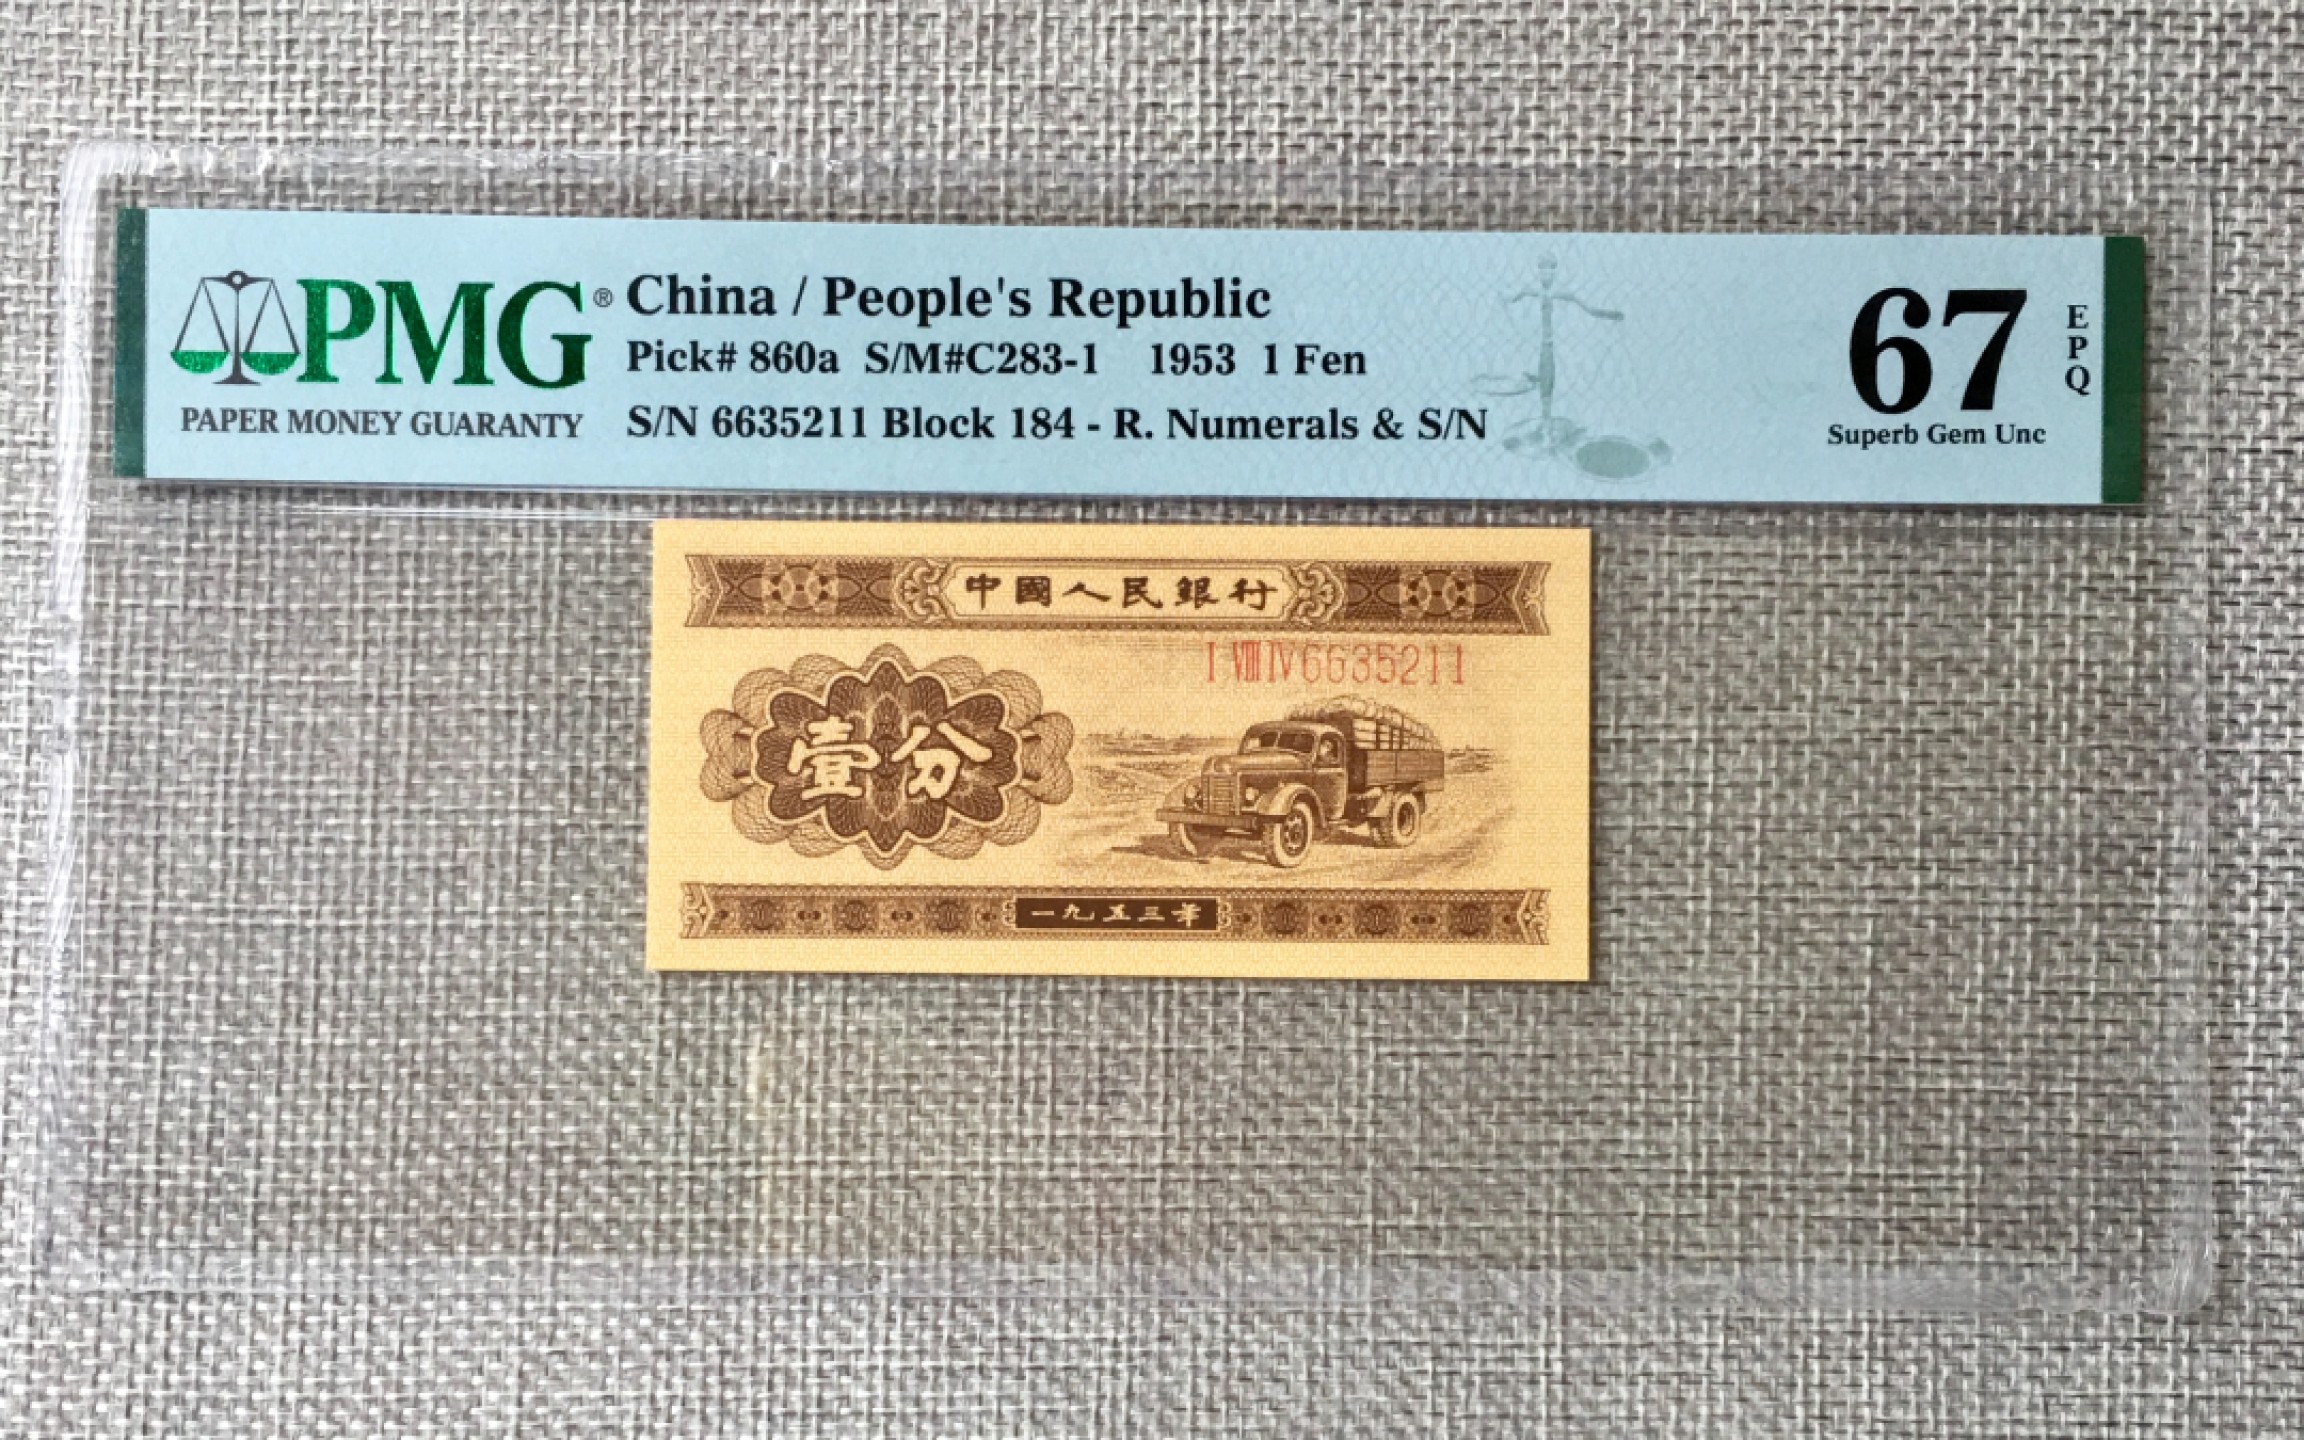 PMG® China / People's Republic
Pick# 860a S/M#C283-1 1953 1 Fen
PAPER MONEY GUARANTY
S/N 6635211 Block 184 - R. Numerals & S/N
67
EPQ
Superb Gem Unc
中國人民銀行
I VIII IV 6635211
壹分
一九五三年